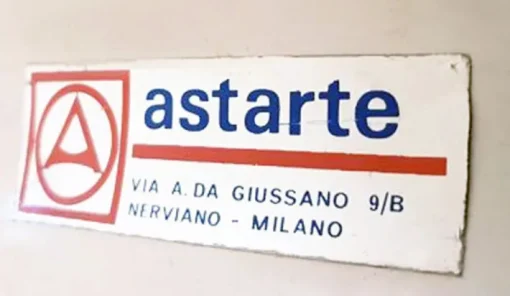 astarte
VIA A. DA GIUSSANO 9/B
NERVIANO - MILANO